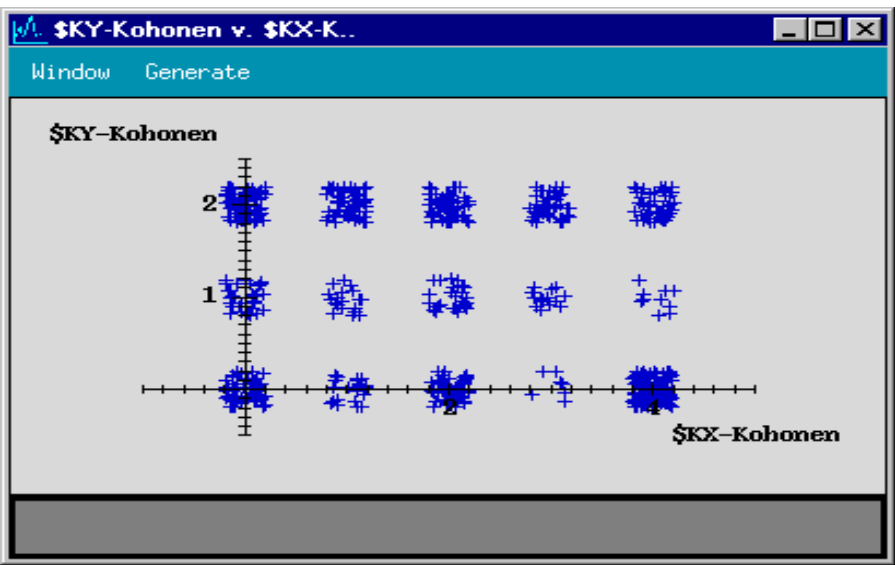 $KY-Kohonen v. $KX-K..
Window Generate
$KY-Kohonen
2
1
2
4
$KX-Kohonen